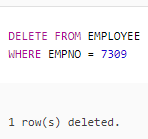 DELETE FROM EMPLOYEE
WHERE EMPNO = 7309
1 row(s) deleted.